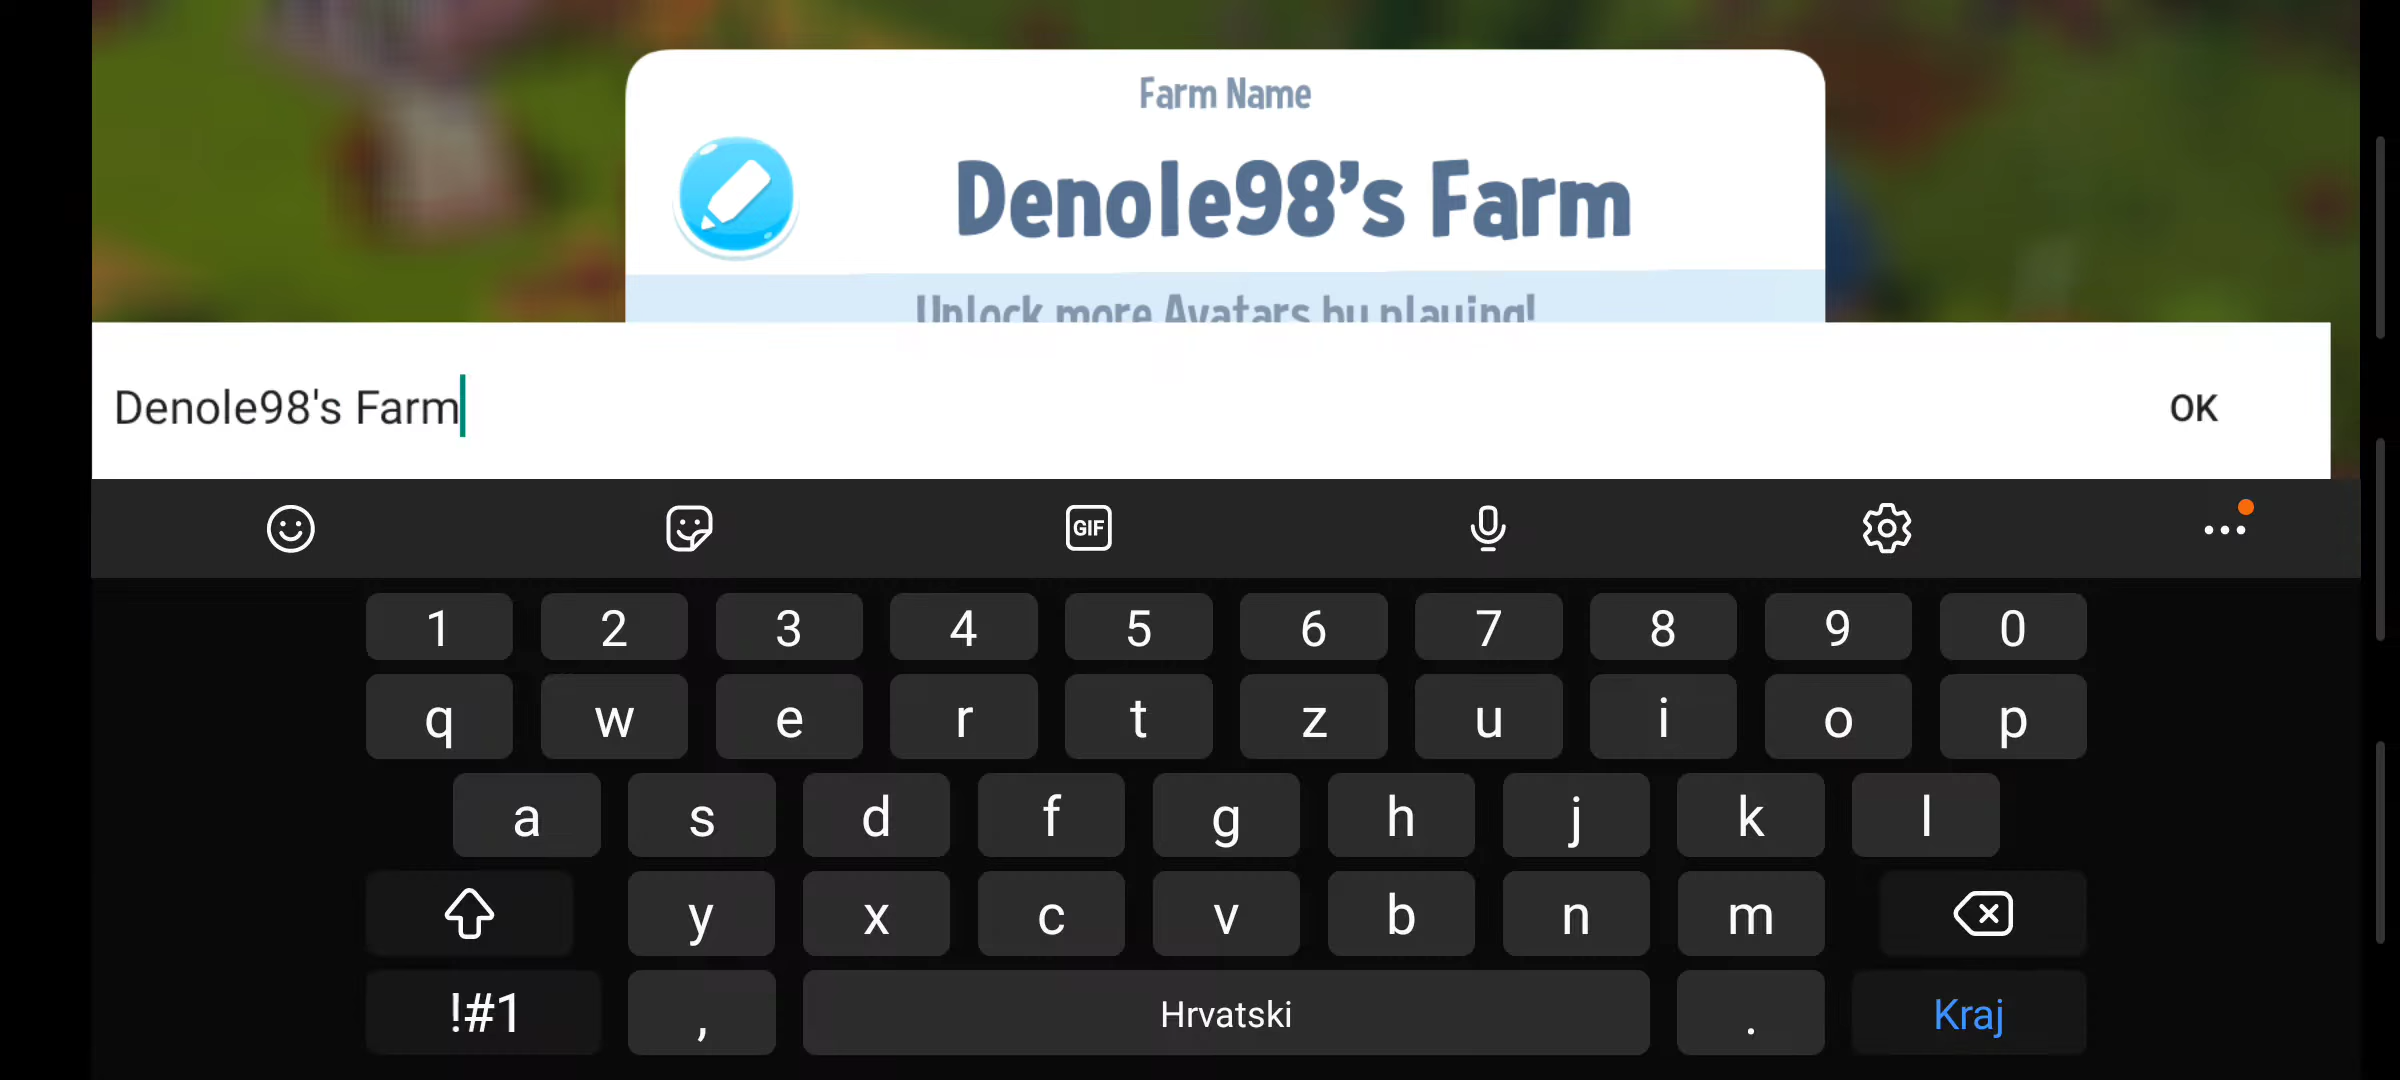 Farm Name
Denole98's Farm
Unlock more Avatars by playing!
Denole98's Farm
OK
GIF
1 2 3 4 5 6 7 8 9 0
q w e r t z u i o p
a s d f g h j k l
y x c v b n m
!#1 , Hrvatski . Kraj